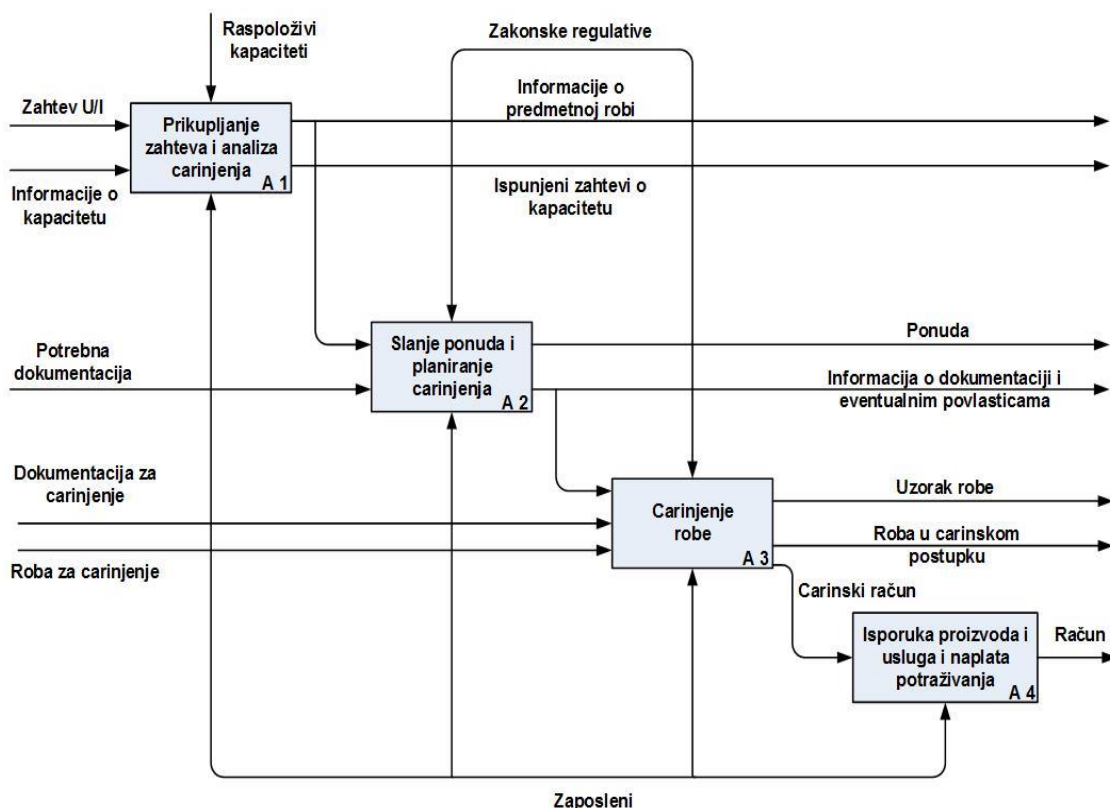 Raspoloživi
kapaciteti
Zakonske regulative
Zahtev U/I
Informacije o
predmetnoj robi
Prikupljanje
zahteva i analiza
carinjenja
A 1
Informacije o
kapacitetu
Ispunjeni zahtevi o
kapacitetu
Potrebna
dokumentacija
Slanje ponuda i
planiranje
carinjenja
A 2
Ponuda
Informacija o dokumentaciji i
eventualnim povlasticama
Dokumentacija za
carinjenje
Roba za carinjenje
Carinjenje
robe
A 3
Uzorak robe
Roba u carinskom
postupku
Carinski račun
Isporuka proizvoda i
usluga i naplata
potraživanja
A 4
Račun
Zaposleni